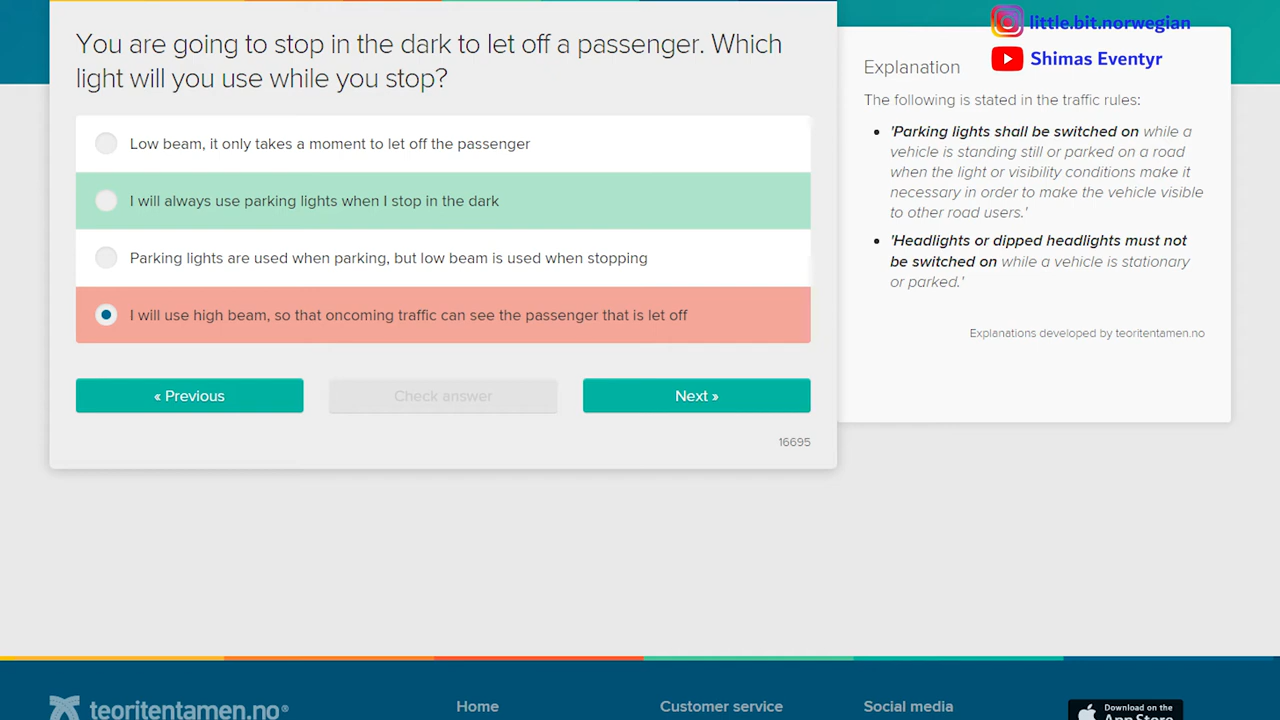 little.bit.norwegian
Shimas Eventyr
You are going to stop in the dark to let off a passenger. Which
light will you use while you stop?
Low beam, it only takes a moment to let off the passenger
I will always use parking lights when I stop in the dark
Parking lights are used when parking, but low beam is used when stopping
I will use high beam, so that oncoming traffic can see the passenger that is let off
« Previous
Check answer
Next »
16695
Explanation
The following is stated in the traffic rules:
'Parking lights shall be switched on while a
vehicle is standing still or parked on a road
when the light or visibility conditions make it
necessary in order to make the vehicle visible
to other road users.'
'Headlights or dipped headlights must not
be switched on while a vehicle is stationary
or parked.'
Explanations developed by teoritentamen.no
teoritentamen.no®
Home
Customer service
Social media
Download on the
App Store